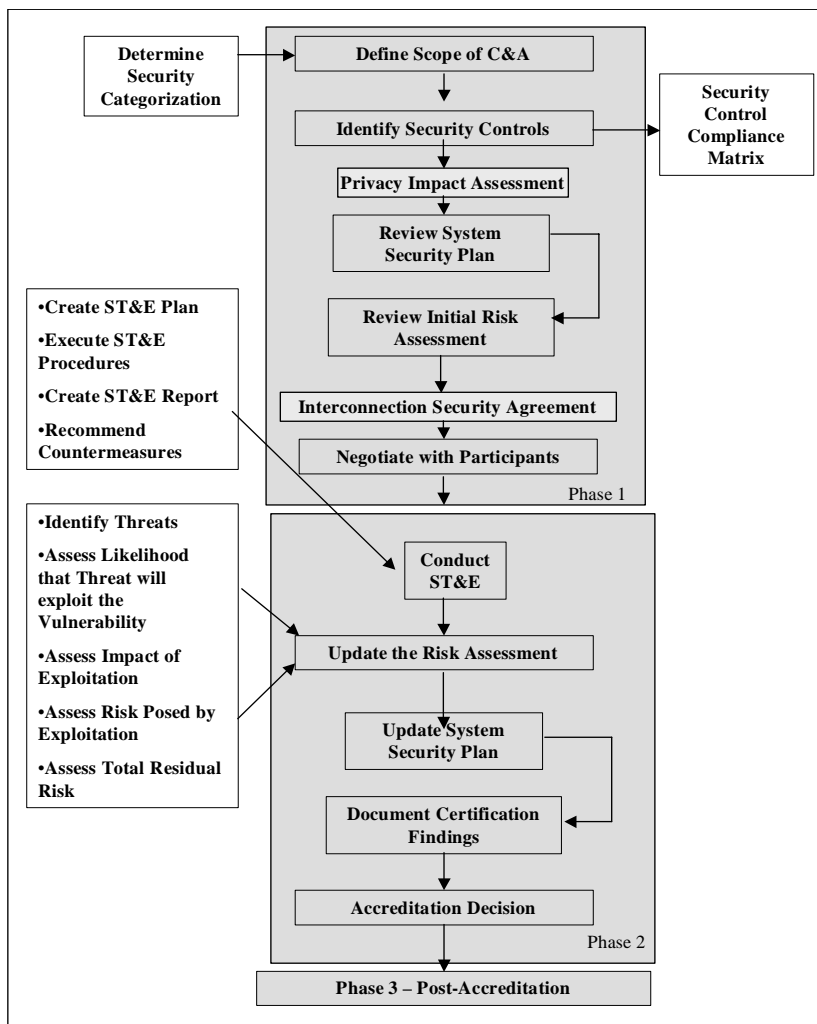 Determine
Security
Categorization
Define Scope of C&A
Identify Security Controls
Security
Control
Compliance
Matrix
Privacy Impact Assessment
Review System
Security Plan
•Create ST&E Plan
•Execute ST&E
Procedures
•Create ST&E Report
•Recommend
Countermeasures
Review Initial Risk
Assessment
Interconnection Security Agreement
Negotiate with Participants
Phase 1
•Identify Threats
•Assess Likelihood
that Threat will
exploit the
Vulnerability
•Assess Impact of
Exploitation
•Assess Risk Posed by
Exploitation
•Assess Total Residual
Risk
Conduct
ST&E
Update the Risk Assessment
Update System
Security Plan
Document Certification
Findings
Accreditation Decision
Phase 2
Phase 3 – Post-Accreditation